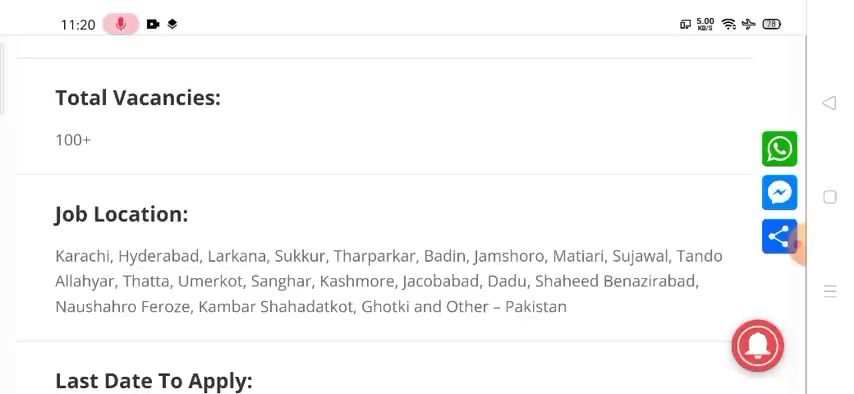 11:20
5.00
KB/S
78
Total Vacancies:
100+
Job Location:
Karachi, Hyderabad, Larkana, Sukkur, Tharparkar, Badin, Jamshoro, Matiari, Sujawal, Tando
Allahyar, Thatta, Umerkot, Sanghar, Kashmore, Jacobabad, Dadu, Shaheed Benazirabad,
Naushahro Feroze, Kambar Shahadatkot, Ghotki and Other – Pakistan
Last Date To Apply: